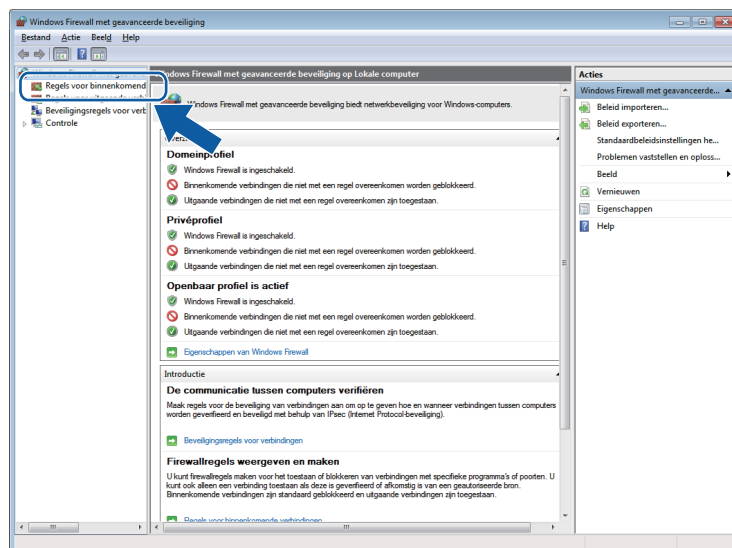 Windows Firewall met geavanceerde beveiliging
Bestand Actie Beeld Help
Regels voor binnenkomend
Beveiligingsregels voor verb
Controle
Windows Firewall met geavanceerde beveiliging op Lokale computer
Windows Firewall met geavanceerde beveiliging biedt netwerkbeveiliging voor Windows-computers.
Domeinprofiel
Windows Firewall is ingeschakeld.
Binnenkomende verbindingen die niet met een regel overeenkomen worden geblokkeerd.
Uitgaande verbindingen die niet met een regel overeenkomen zijn toegestaan.
Privéprofiel
Windows Firewall is ingeschakeld.
Binnenkomende verbindingen die niet met een regel overeenkomen worden geblokkeerd.
Uitgaande verbindingen die niet met een regel overeenkomen zijn toegestaan.
Openbaar profiel is actief
Windows Firewall is ingeschakeld.
Binnenkomende verbindingen die niet met een regel overeenkomen worden geblokkeerd.
Uitgaande verbindingen die niet met een regel overeenkomen zijn toegestaan.
Eigenschappen van Windows Firewall
Introductie
De communicatie tussen computers verifiëren
Maak regels voor de beveiliging van verbindingen aan om op te geven hoe en wanneer verbindingen tussen computers
worden geverifieerd en beveiligd met behulp van IPsec (Internet Protocol-beveiliging).
Beveiligingsregels voor verbindingen
Firewallregels weergeven en maken
U kunt firewallregels maken voor het toestaan of blokkeren van verbindingen met specifieke programma's of poorten. U
kunt ook alleen een verbinding toestaan als deze is geverifieerd of afkomstig is van een geautoriseerde bron.
Binnenkomende verbindingen zijn standaard geblokkeerd en uitgaande verbindingen zijn toegestaan.
Regels voor binnenkomende verbindingen
Acties
Windows Firewall met geavanceerde...
Beleid importeren...
Beleid exporteren...
Standaardbeleidsinstellingen he...
Problemen vaststellen en oploss...
Beeld
Vernieuwen
Eigenschappen
Help